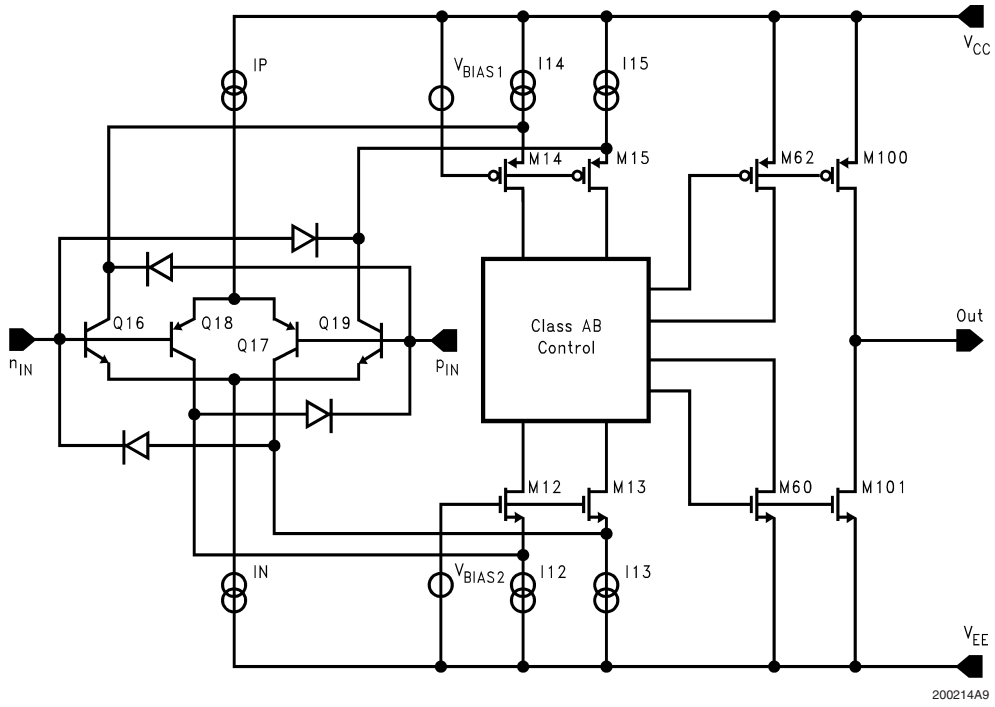 IP
V_BIAS1
I14
I15
V_CC
M14
M15
M62
M100
Q16
Q18
Q17
Q19
Class AB
Control
Out
n_IN
p_IN
M12
M13
M60
M101
IN
V_BIAS2
I12
I13
V_EE
200214A9